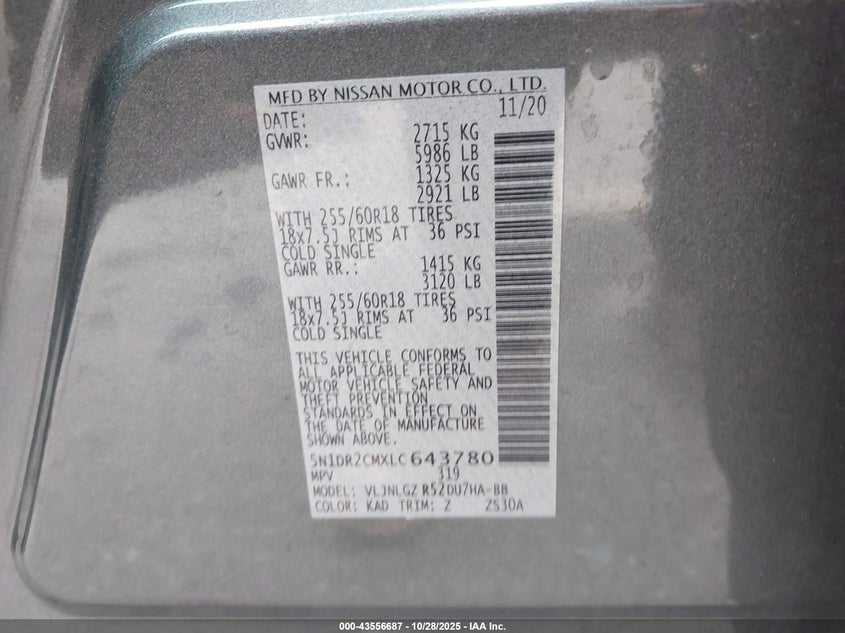 MFD BY NISSAN MOTOR CO., LTD.
DATE: 11/20
GVWR: 2715 KG
5986 LB
GAWR FR.: 1325 KG
2921 LB
WITH 255/60R18 TIRES
18x7.5J RIMS AT 36 PSI
COLD SINGLE
GAWR RR.: 1415 KG
3120 LB
WITH 255/60R18 TIRES
18x7.5J RIMS AT 36 PSI
COLD SINGLE
THIS VEHICLE CONFORMS TO
ALL APPLICABLE FEDERAL
MOTOR VEHICLE SAFETY AND
THEFT PREVENTION
STANDARDS IN EFFECT ON
THE DATE OF MANUFACTURE
SHOWN ABOVE.
5N1DR2CMXLC643780
MPV 319
MODEL: VLJNLGZ R52DU7HA-BB
COLOR: KAD TRIM: Z ZS30A
000-43556687 - 10/28/2025 - IAA Inc.